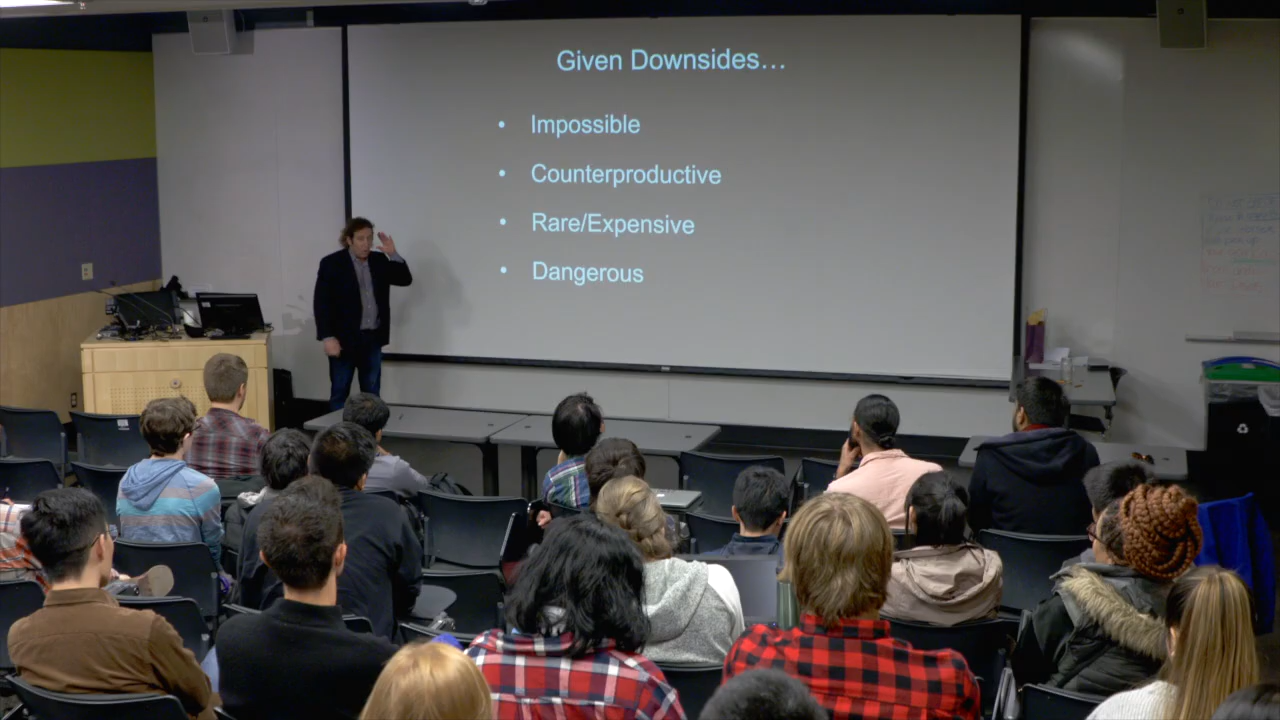 Given Downsides…
• Impossible
• Counterproductive
• Rare/Expensive
• Dangerous